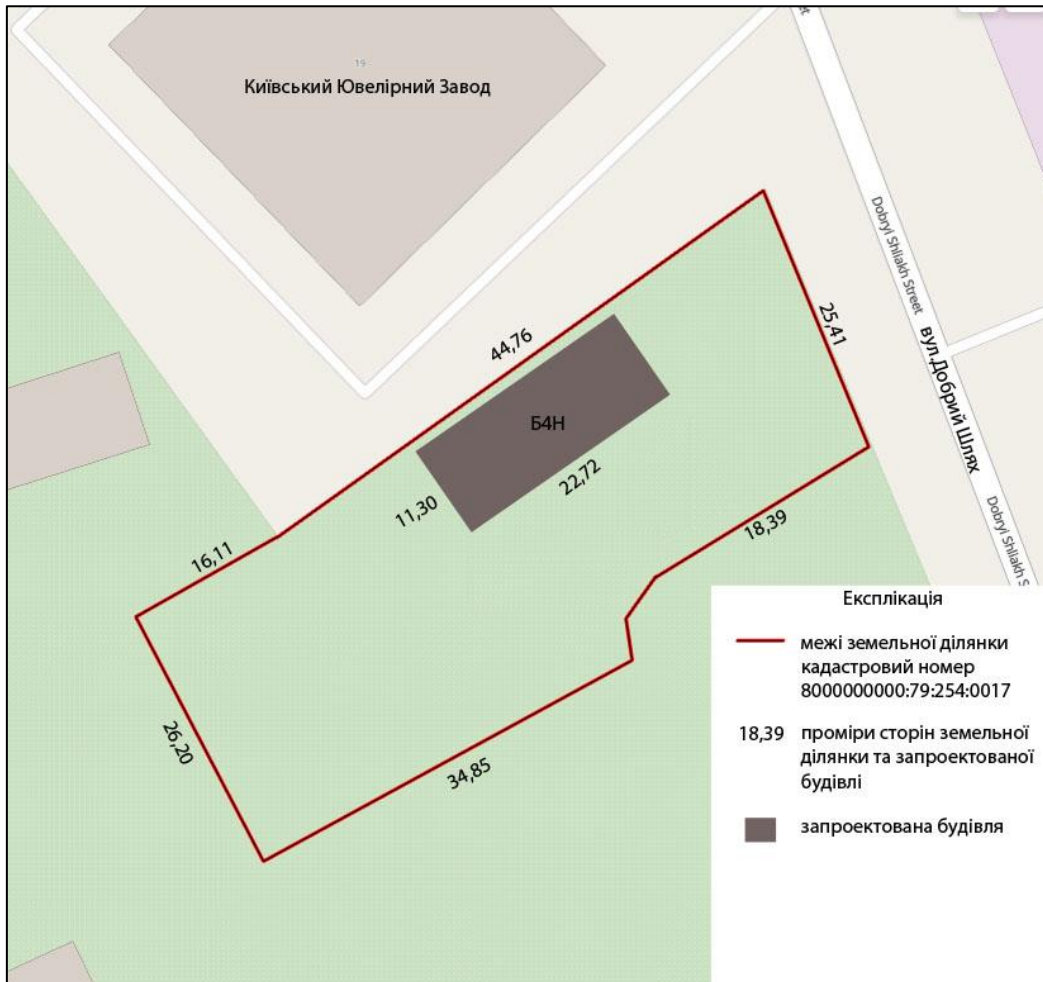 et
19
Київський Ювелірний Завод
Dobryi Shliakh Street
вул.Добрий Шлях
Dobryi Shliakh S
44,76
25,41
Б4Н
22,72
11,30
18,39
16,11
26,20
34,85
Експлікація
межі земельної ділянки
кадастровий номер
8000000000:79:254:0017
18,39 проміри сторін земельної
ділянки та запроектованої
будівлі
запроектована будівля